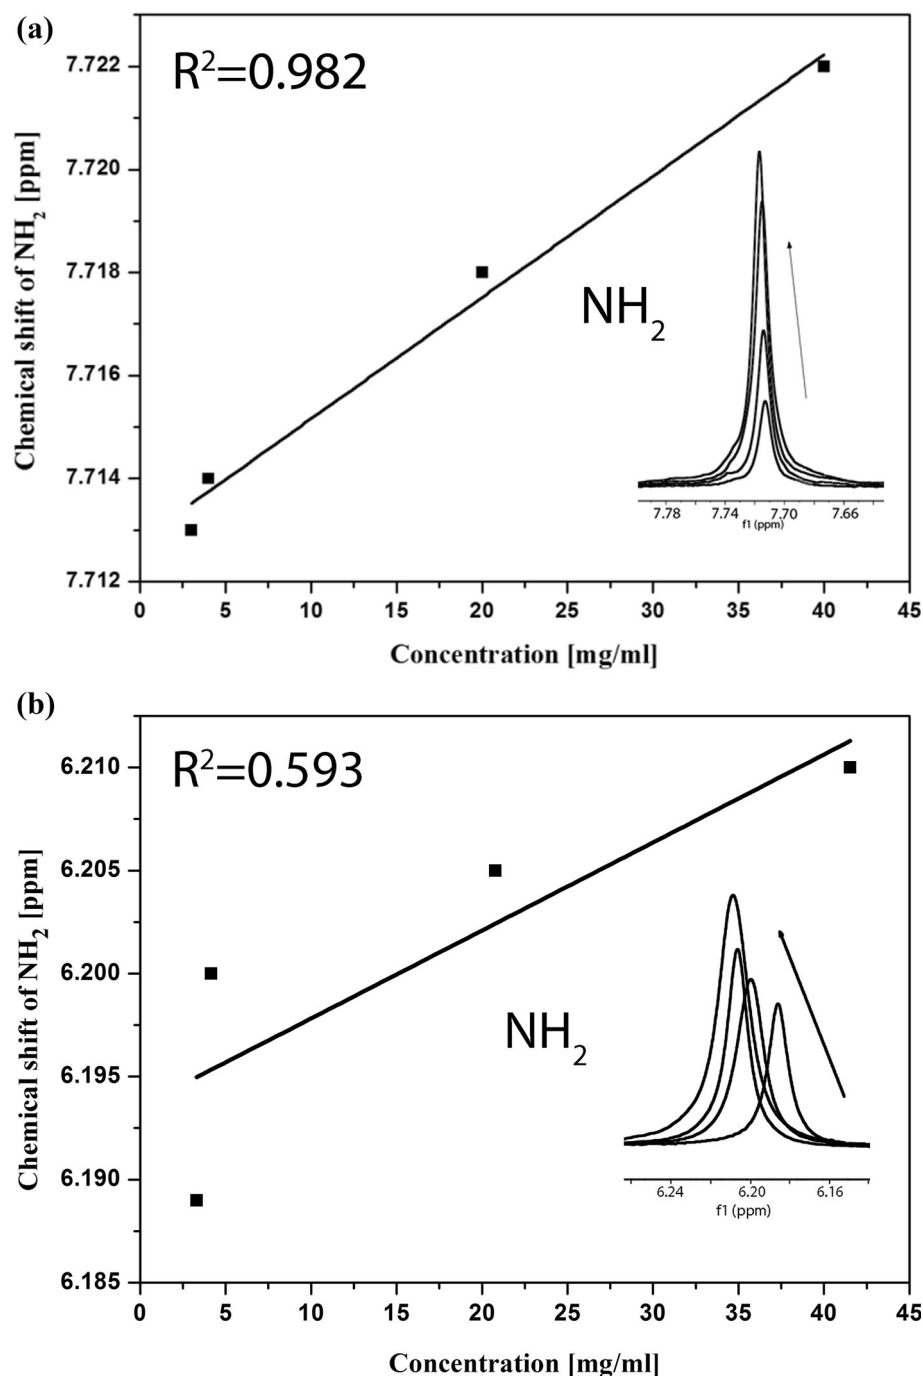 (a)
R²=0.982
7.722
7.720
7.718
7.716
7.714
7.712
Chemical shift of NH₂ [ppm]
NH₂
7.78 7.74 7.70 7.66
f1 (ppm)
0 5 10 15 20 25 30 35 40 45
Concentration [mg/ml]
(b)
R²=0.593
6.210
6.205
6.200
6.195
6.190
6.185
Chemical shift of NH₂ [ppm]
NH₂
6.24 6.20 6.16
f1 (ppm)
0 5 10 15 20 25 30 35 40 45
Concentration [mg/ml]